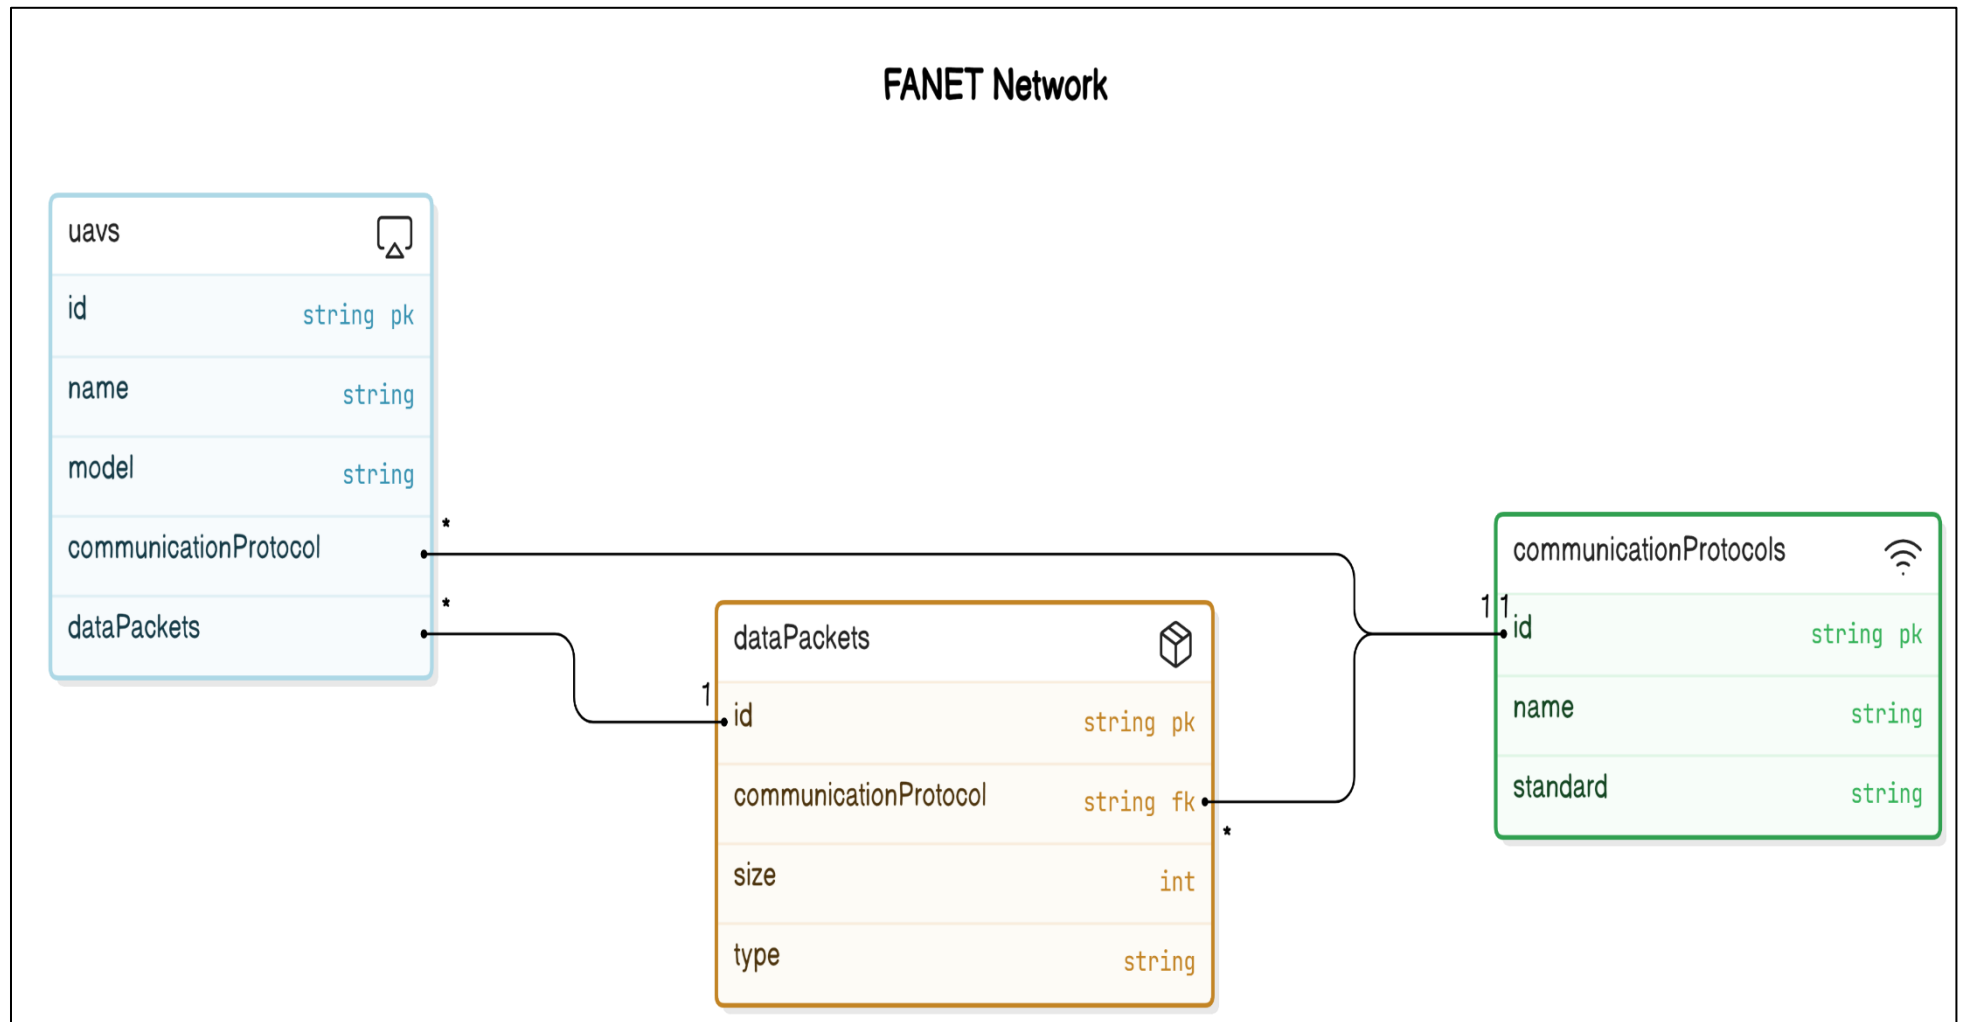 FANET Network
uavs
id string pk
name string
model string
communicationProtocol *
dataPackets *
dataPackets
1 id string pk
communicationProtocol string fk *
size int
type string
communicationProtocols
1 1 id string pk
name string
standard string